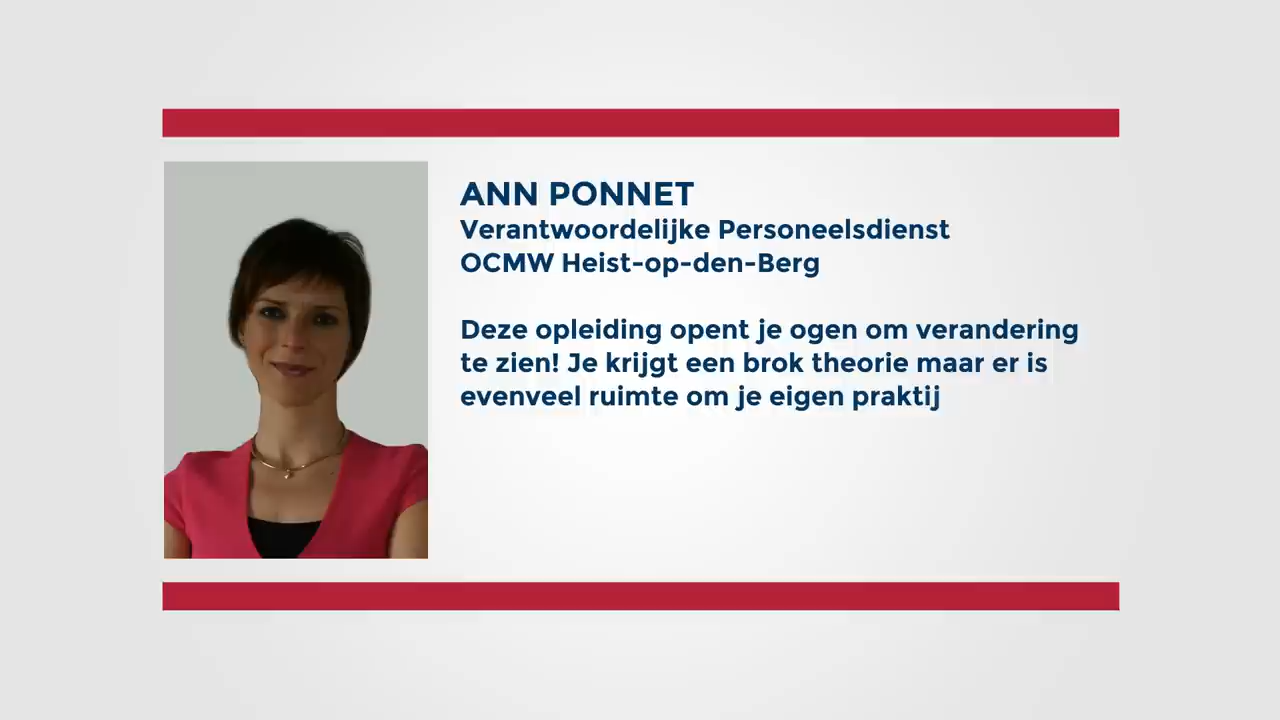 ANN PONNET
Verantwoordelijke Personeelsdienst
OCMW Heist-op-den-Berg
Deze opleiding opent je ogen om verandering
te zien! Je krijgt een brok theorie maar er is
evenveel ruimte om je eigen praktij